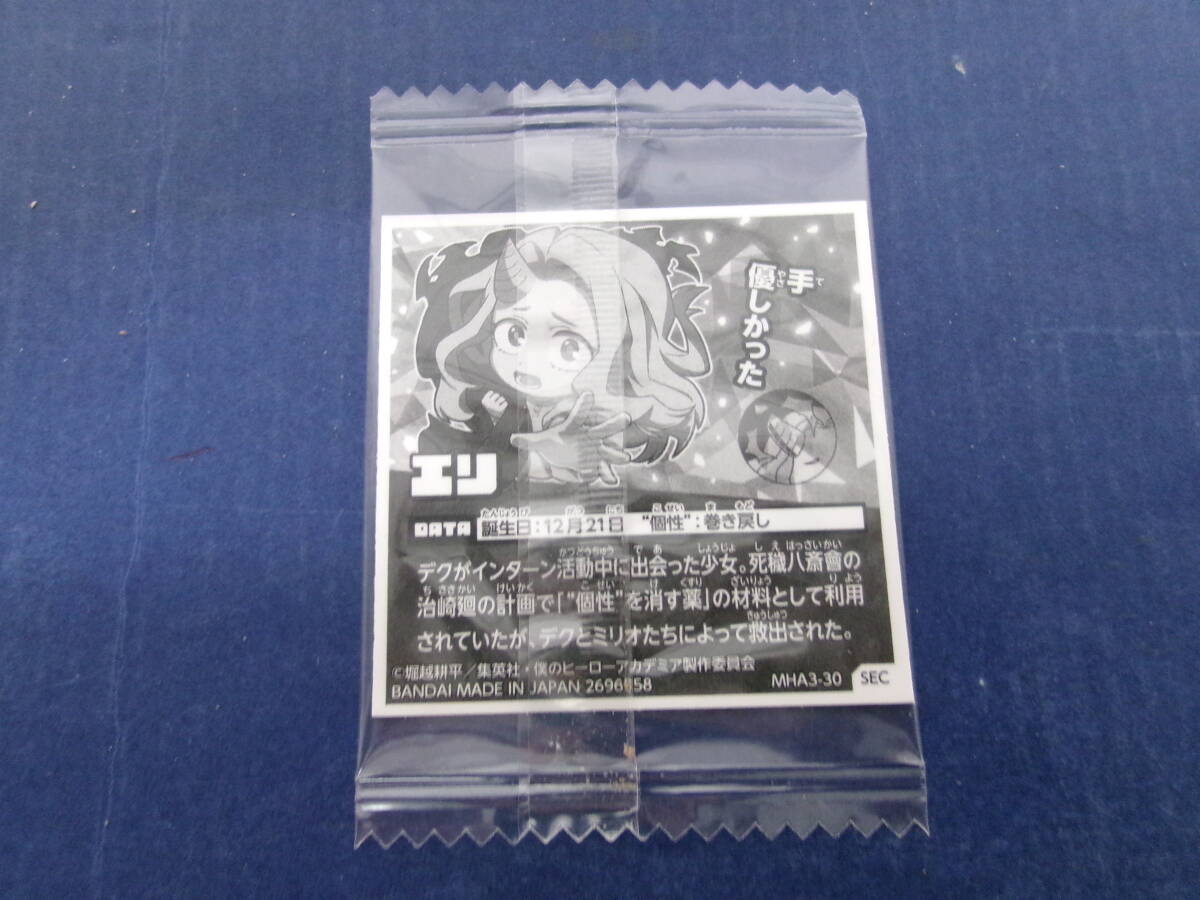 手
優しかった
エリ
DATA 誕生日：12月21日 "個性"：巻き戻し
デクがインターン活動中に出会った少女。死穢八斎會の
治崎廻の計画で「"個性"を消す薬」の材料として利用
されていたが、デクとミリオたちによって救出された。
©堀越耕平／集英社・僕のヒーローアカデミア製作委員会
BANDAI MADE IN JAPAN
MHA3-30 SEC